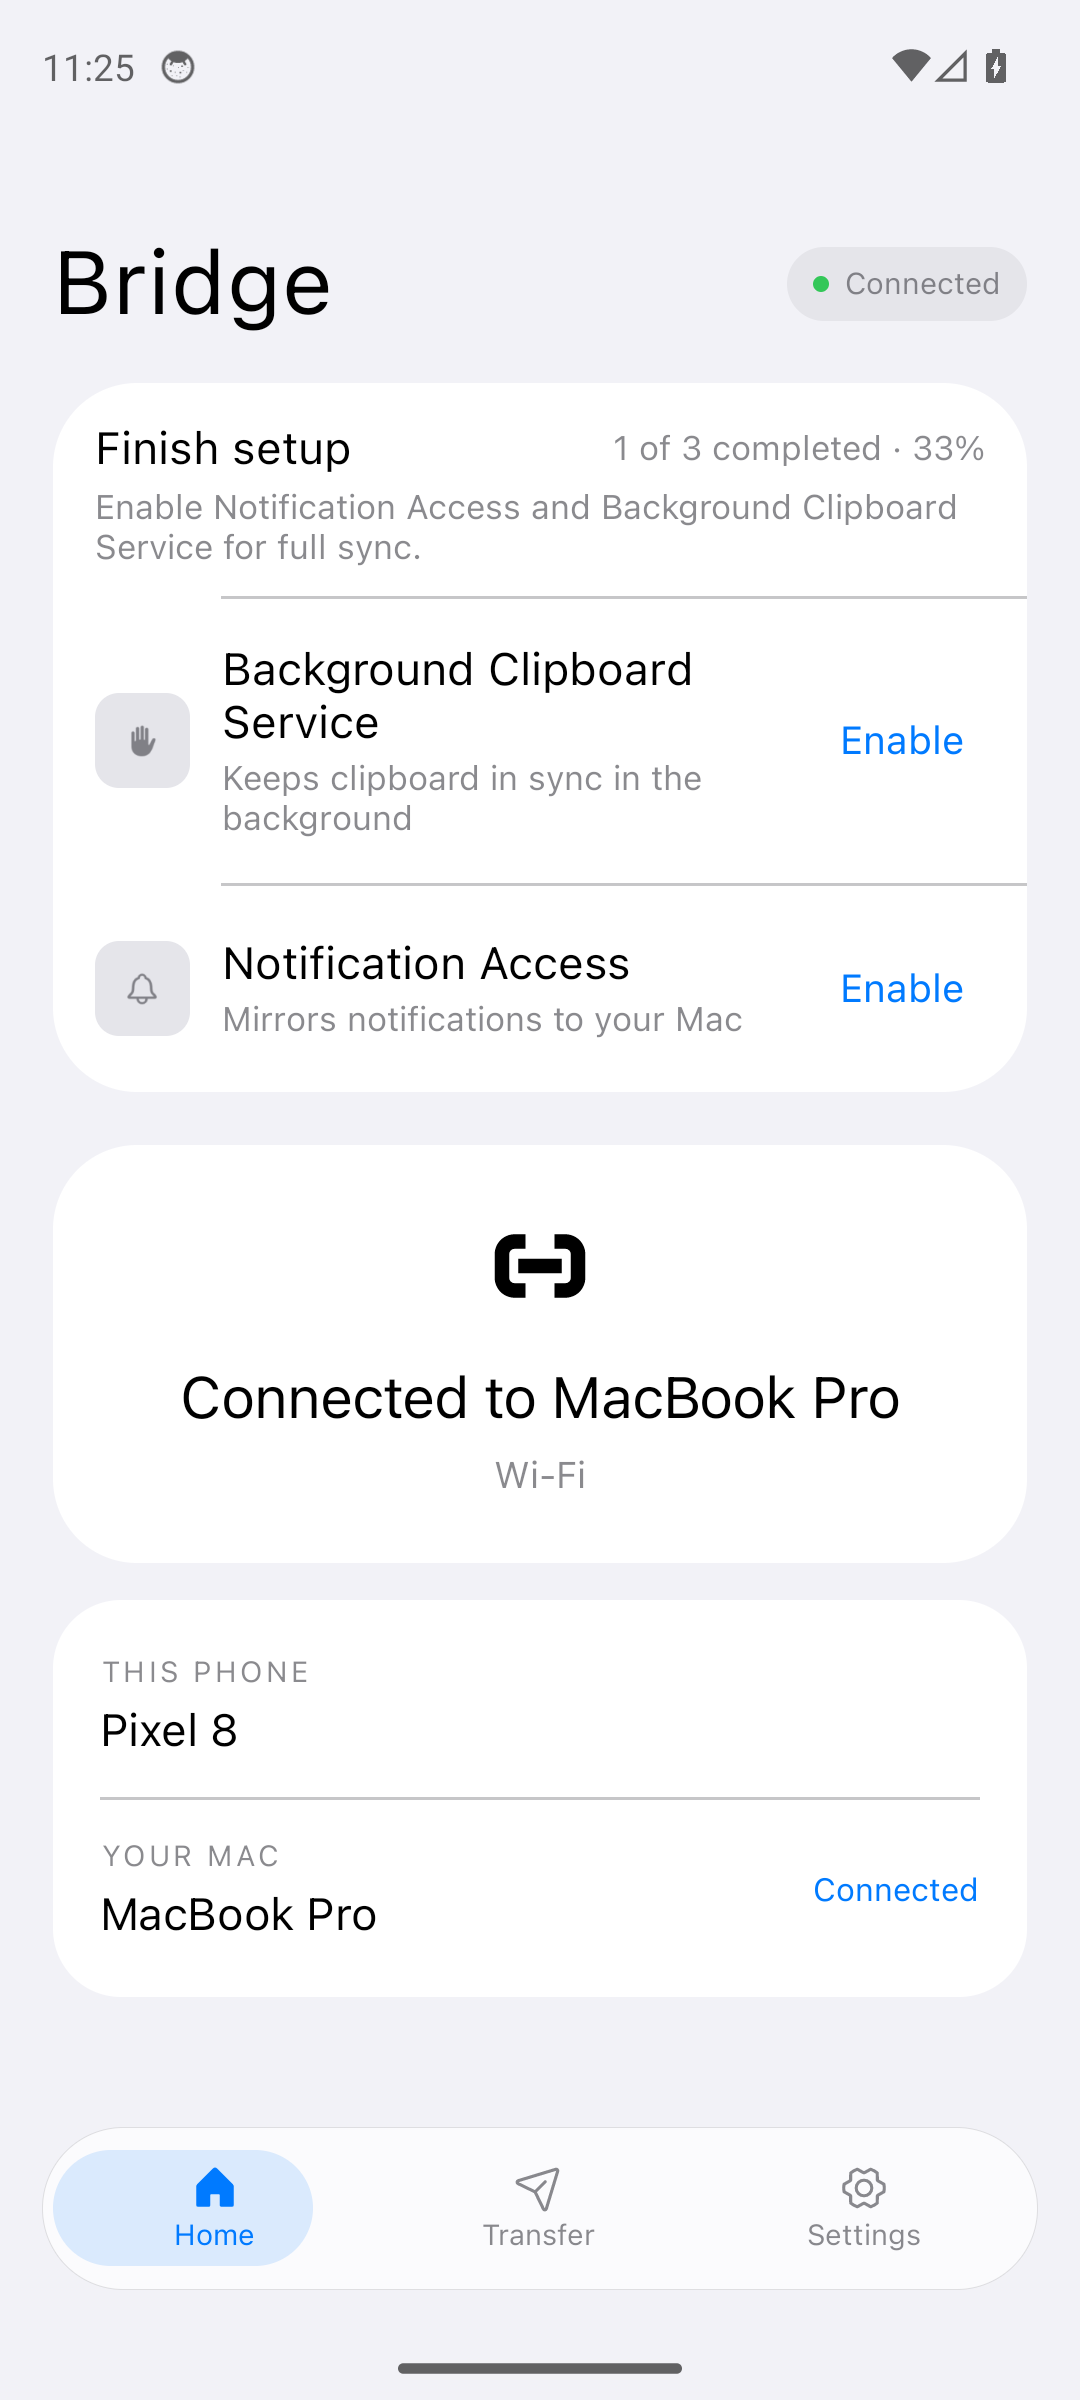 11:25
Bridge
Connected
Finish setup
1 of 3 completed · 33%
Enable Notification Access and Background Clipboard
Service for full sync.
Background Clipboard
Service
Keeps clipboard in sync in the
background
Enable
Notification Access
Mirrors notifications to your Mac
Enable
Connected to MacBook Pro
Wi-Fi
THIS PHONE
Pixel 8
YOUR MAC
MacBook Pro
Connected
Home
Transfer
Settings